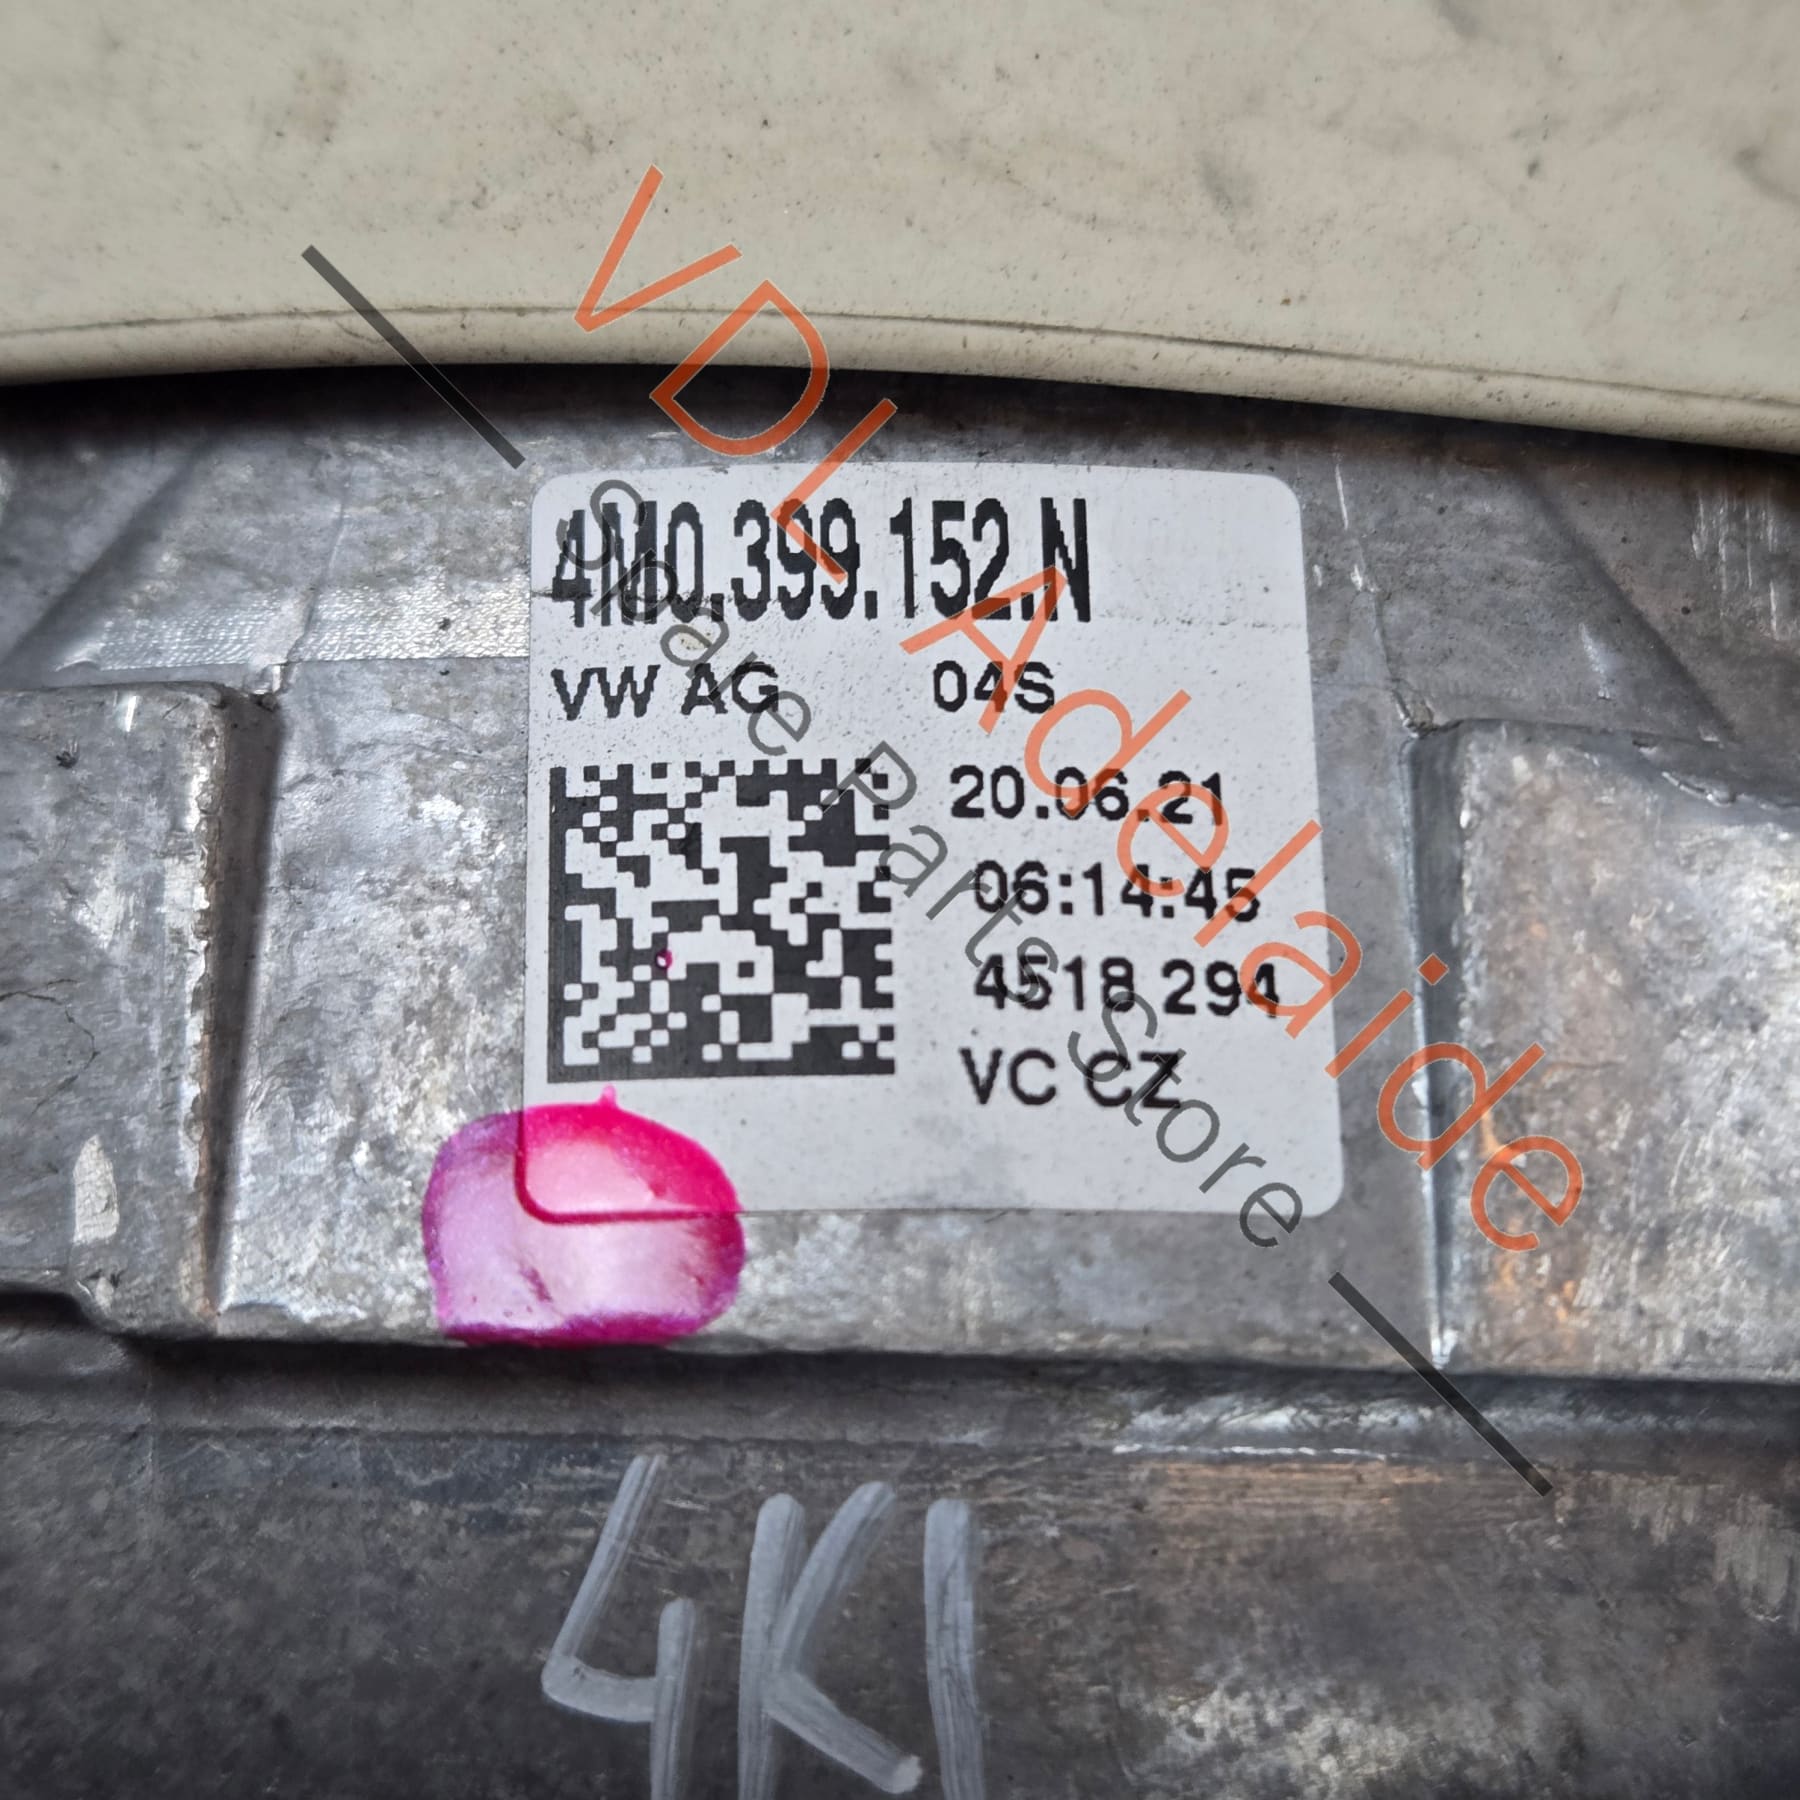 4M0.399.152.N
VW AG 04S
20.06.21
06:14:45
4518 294
VC CZ
4K1
VDL Adelaide
Spare Parts Store